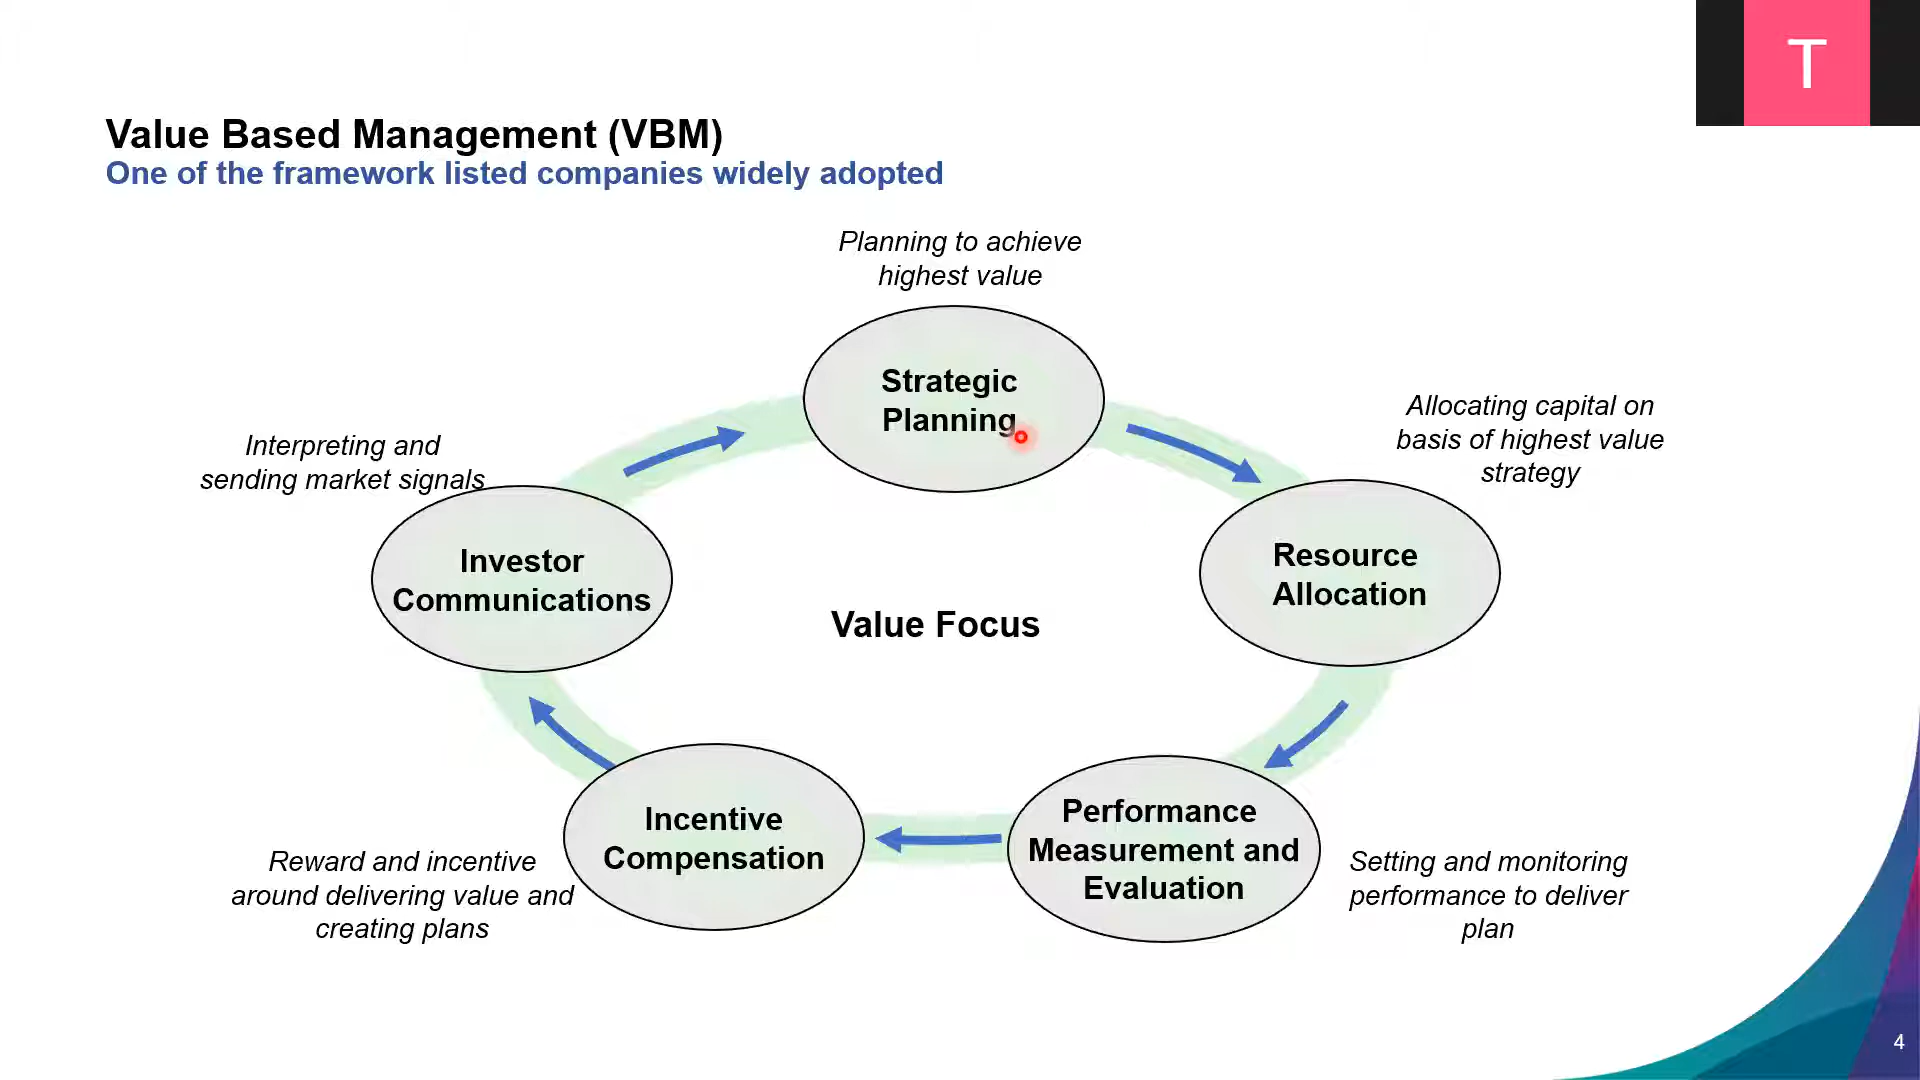 T
Value Based Management (VBM)
One of the framework listed companies widely adopted
Planning to achieve
highest value
Strategic
Planning
Allocating capital on
basis of highest value
strategy
Resource
Allocation
Interpreting and
sending market signals
Investor
Communications
Value Focus
Performance
Measurement and
Evaluation
Setting and monitoring
performance to deliver
plan
Incentive
Compensation
Reward and incentive
around delivering value and
creating plans
4